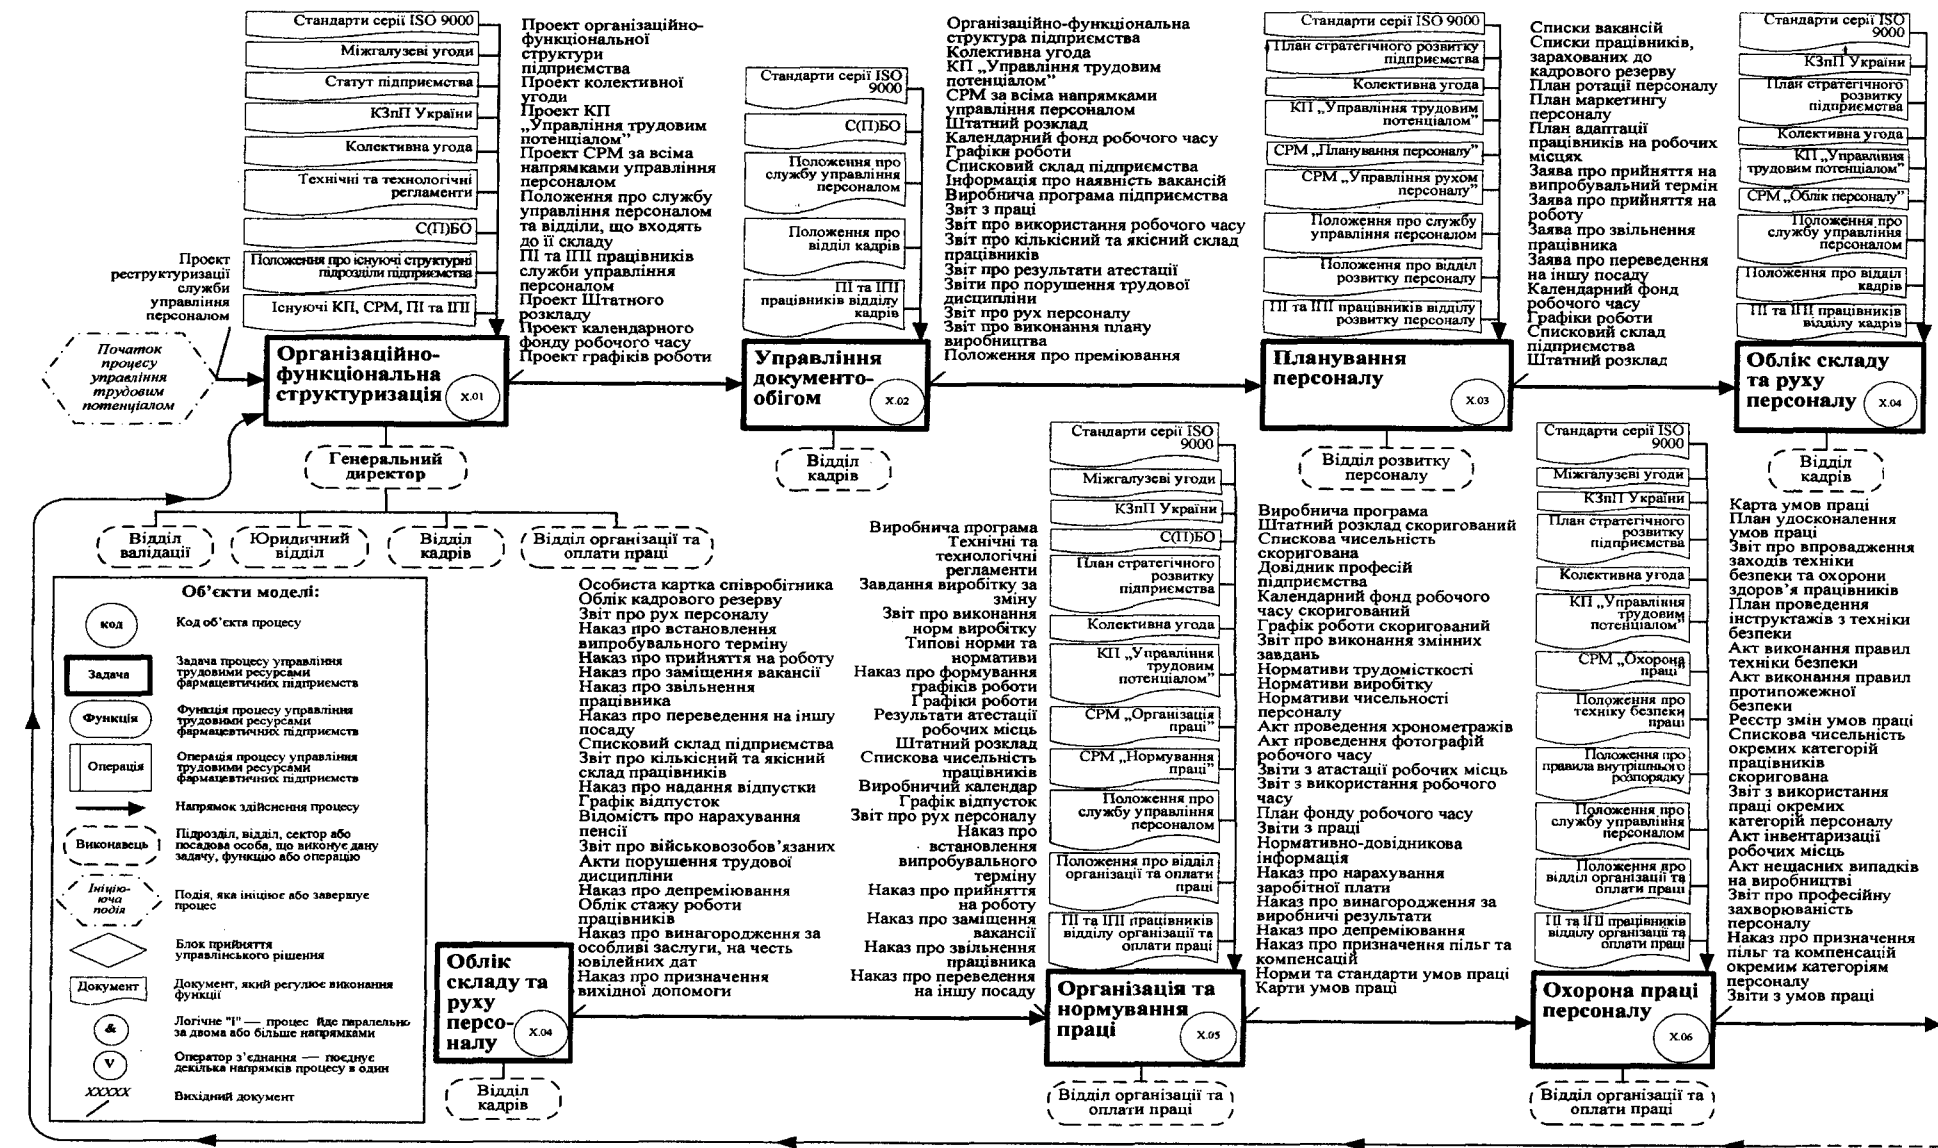 Проект
реструктуризації
служби
управління
персоналом
Початок
процесу
управління
трудовим
потенціалом
Стандарти серії ISO 9000
Міжгалузеві угоди
Статут підприємства
КЗпП України
Колективна угода
Технічні та технологічні
регламенти
С(П)БО
Положення про існуючі структурні
підрозділи підприємства
Існуючі КП, СРМ, ПІ та ІПІ
Організаційно-
функціональна
структуризація
X.01
Генеральний
директор
Відділ
валідації
Юридичний
відділ
Відділ
кадрів
Відділ організації та
оплати праці
Проект організаційно-
функціональної
структури
підприємства
Проект колективної
угоди
Проект КП
„Управління трудовим
потенціалом”
Проект СРМ за всіма
напрямками управління
персоналом
Положення про службу
управління персоналом
та відділи, що входять
до її складу
ПІ та ІПІ працівників
служби управління
персоналом
Проект Штатного
розкладу
Проект календарного
фонду робочого часу
Проект графіків роботи
Стандарти серії ISO
9000
С(П)БО
Положення про
службу управління
персоналом
Положення про
відділ кадрів
ПІ та ІПІ
працівників відділу
кадрів
Управління
документо-
обігом
X.02
Відділ
кадрів
Організаційно-функціональна
структура підприємства
Колективна угода
КП „Управління трудовим
потенціалом”
СРМ за всіма напрямками
управління персоналом
Штатний розклад
Календарний фонд робочого часу
Графіки роботи
Списковий склад підприємства
Інформація про наявність вакансій
Виробнича програма підприємства
Звіт з праці
Звіт про використання робочого часу
Звіт про кількісний та якісний склад
працівників
Звіт про результати атестації
Звіти про порушення трудової
дисципліни
Звіт про рух персоналу
Звіт про виконання плану
виробництва
Положення про преміювання
Стандарти серії ISO 9000
План стратегічного розвитку
підприємства
Колективна угода
КП „Управління трудовим
потенціалом”
СРМ „Планування персоналу”
СРМ „Управління рухом
персоналу”
Положення про службу
управління персоналом
Положення про відділ
розвитку персоналу
ПІ та ІПІ працівників відділу
розвитку персоналу
Планування
персоналу
X.03
Відділ розвитку
персоналу
Списки вакансій
Списки працівників,
зарахованих до
кадрового резерву
План ротації персоналу
План маркетингу
персоналу
План адаптації
працівників на робочих
місцях
Заява про прийняття на
випробувальний термін
Заява про прийняття на
роботу
Заява про звільнення
працівника
Заява про переведення
на іншу посаду
Календарний фонд
робочого часу
Графіки роботи
Списковий склад
підприємства
Штатний розклад
Стандарти серії ISO
9000
КЗпП України
План стратегічного
розвитку
підприємства
Колективна угода
КП „Управління
трудовим потенціалом”
СРМ „Облік персоналу”
Положення про
службу управління
персоналом
Положення про відділ
кадрів
ПІ та ІПІ працівників
відділу кадрів
Облік складу
та руху
персоналу
X.04
Відділ
кадрів
Об’єкти моделі:
код
Код об’єкта процесу
Задача
Задача процесу управління
трудовими ресурсами
фармацевтичних підприємств
Функція
Функція процесу управління
трудовими ресурсами
фармацевтичних підприємств
Операція
Операція процесу управління
трудовими ресурсами
фармацевтичних підприємств
Напрямок здійснення процесу
Виконавець
Підрозділ, відділ, сектор або
посадова особа, що виконує дану
задачу, функцію або операцію
Ініцію-
юча
подія
Подія, яка ініціює або завершує
процес
Блок прийняття
управлінського рішення
Документ
Документ, який регулює виконання
функції
&
Логічне "І" — процес йде паралельно
за двома або більше напрямками
V
Оператор з’єднання — поєднує
декілька напрямків процесу в один
XXXXX
Вихідний документ
Облік
складу та
руху
персо-
налу
X.04
Відділ
кадрів
Особиста картка співробітника
Облік кадрового резерву
Звіт про рух персоналу
Наказ про встановлення
випробувального терміну
Наказ про прийняття на роботу
Наказ про заміщення вакансії
Наказ про звільнення
працівника
Наказ про переведення на іншу
посаду
Списковий склад підприємства
Звіт про кількісний та якісний
склад працівників
Наказ про надання відпустки
Графік відпусток
Відомість про нарахування
пенсії
Звіт про військовозобов’язаних
Акти порушення трудової
дисципліни
Наказ про депреміювання
Облік стажу роботи
працівників
Наказ про винагородження за
особливі заслуги, на честь
ювілейних дат
Наказ про призначення
вихідної допомоги
Виробнича програма
Технічні та
технологічні
регламенти
Завдання виробітку за
зміну
Звіт про виконання
норм виробітку
Типові норми та
нормативи
Наказ про формування
графіків роботи
Графіки роботи
Результати атестації
робочих місць
Штатний розклад
Спискова чисельність
працівників
Виробничий календар
Графік відпусток
Звіт про рух персоналу
Наказ про
встановлення
випробувального
терміну
Наказ про прийняття
на роботу
Наказ про заміщення
вакансії
Наказ про звільнення
працівника
Наказ про переведення
на іншу посаду
Стандарти серії ISO
9000
Міжгалузеві угоди
КЗпП України
С(П)БО
План стратегічного
розвитку
підприємства
Колективна угода
КП „Управління
трудовим
потенціалом”
СРМ „Організація
праці”
СРМ „Нормування
праці”
Положення про
службу управління
персоналом
Положення про відділ
організації та оплати
праці
ПІ та ІПІ працівників
відділу організації та
оплати праці
Організація та
нормування
праці
X.05
Відділ організації та
оплати праці
Виробнича програма
Штатний розклад скоригований
Спискова чисельність
скоригована
Довідник професій
підприємства
Календарний фонд робочого
часу скоригований
Графік роботи скоригований
Звіт про виконання змінних
завдань
Нормативи трудомісткості
Нормативи виробітку
Нормативи чисельності
персоналу
Акт проведення хронометражів
Акт проведення фотографій
робочого часу
Звіти з атастації робочих місць
Звіт з використання робочого
часу
План фонду робочого часу
Звіти з праці
Нормативно-довідникова
інформація
Наказ про нарахування
заробітної плати
Наказ про винагородження за
виробничі результати
Наказ про депреміювання
Наказ про призначення пільг та
компенсацій
Норми та стандарти умов праці
Карти умов праці
Стандарти серії ISO
9000
Міжгалузеві угоди
КЗпП України
План стратегічного
розвитку
підприємства
Колективна угода
КП „Управління
трудовим
потенціалом”
СРМ „Охорона
праці”
Положення про
техніку безпеки
праці
Положення про
правила внутрішнього
розпорядку
Положення про
службу управління
персоналом
Положення про
відділ організації та
оплати праці
ПІ та ІПІ працівників
відділу організації та
оплати праці
Охорона праці
персоналу
X.06
Відділ організації та
оплати праці
Карта умов праці
План удосконалення
умов праці
Звіт про впровадження
заходів техніки
безпеки та охорони
здоров’я працівників
План проведення
інструктажів з техніки
безпеки
Акт виконання правил
техніки безпеки
Акт виконання правил
протипожежної
безпеки
Реєстр змін умов праці
Спискова чисельність
окремих категорій
працівників
скоригована
Звіт з використання
праці окремих
категорій персоналу
Акт інвентаризації
робочих місць
Акт нещасних випадків
на виробництві
Звіт про професійну
захворюваність
персоналу
Наказ про призначення
пільг та компенсацій
окремим категоріям
персоналу
Звіти з умов праці